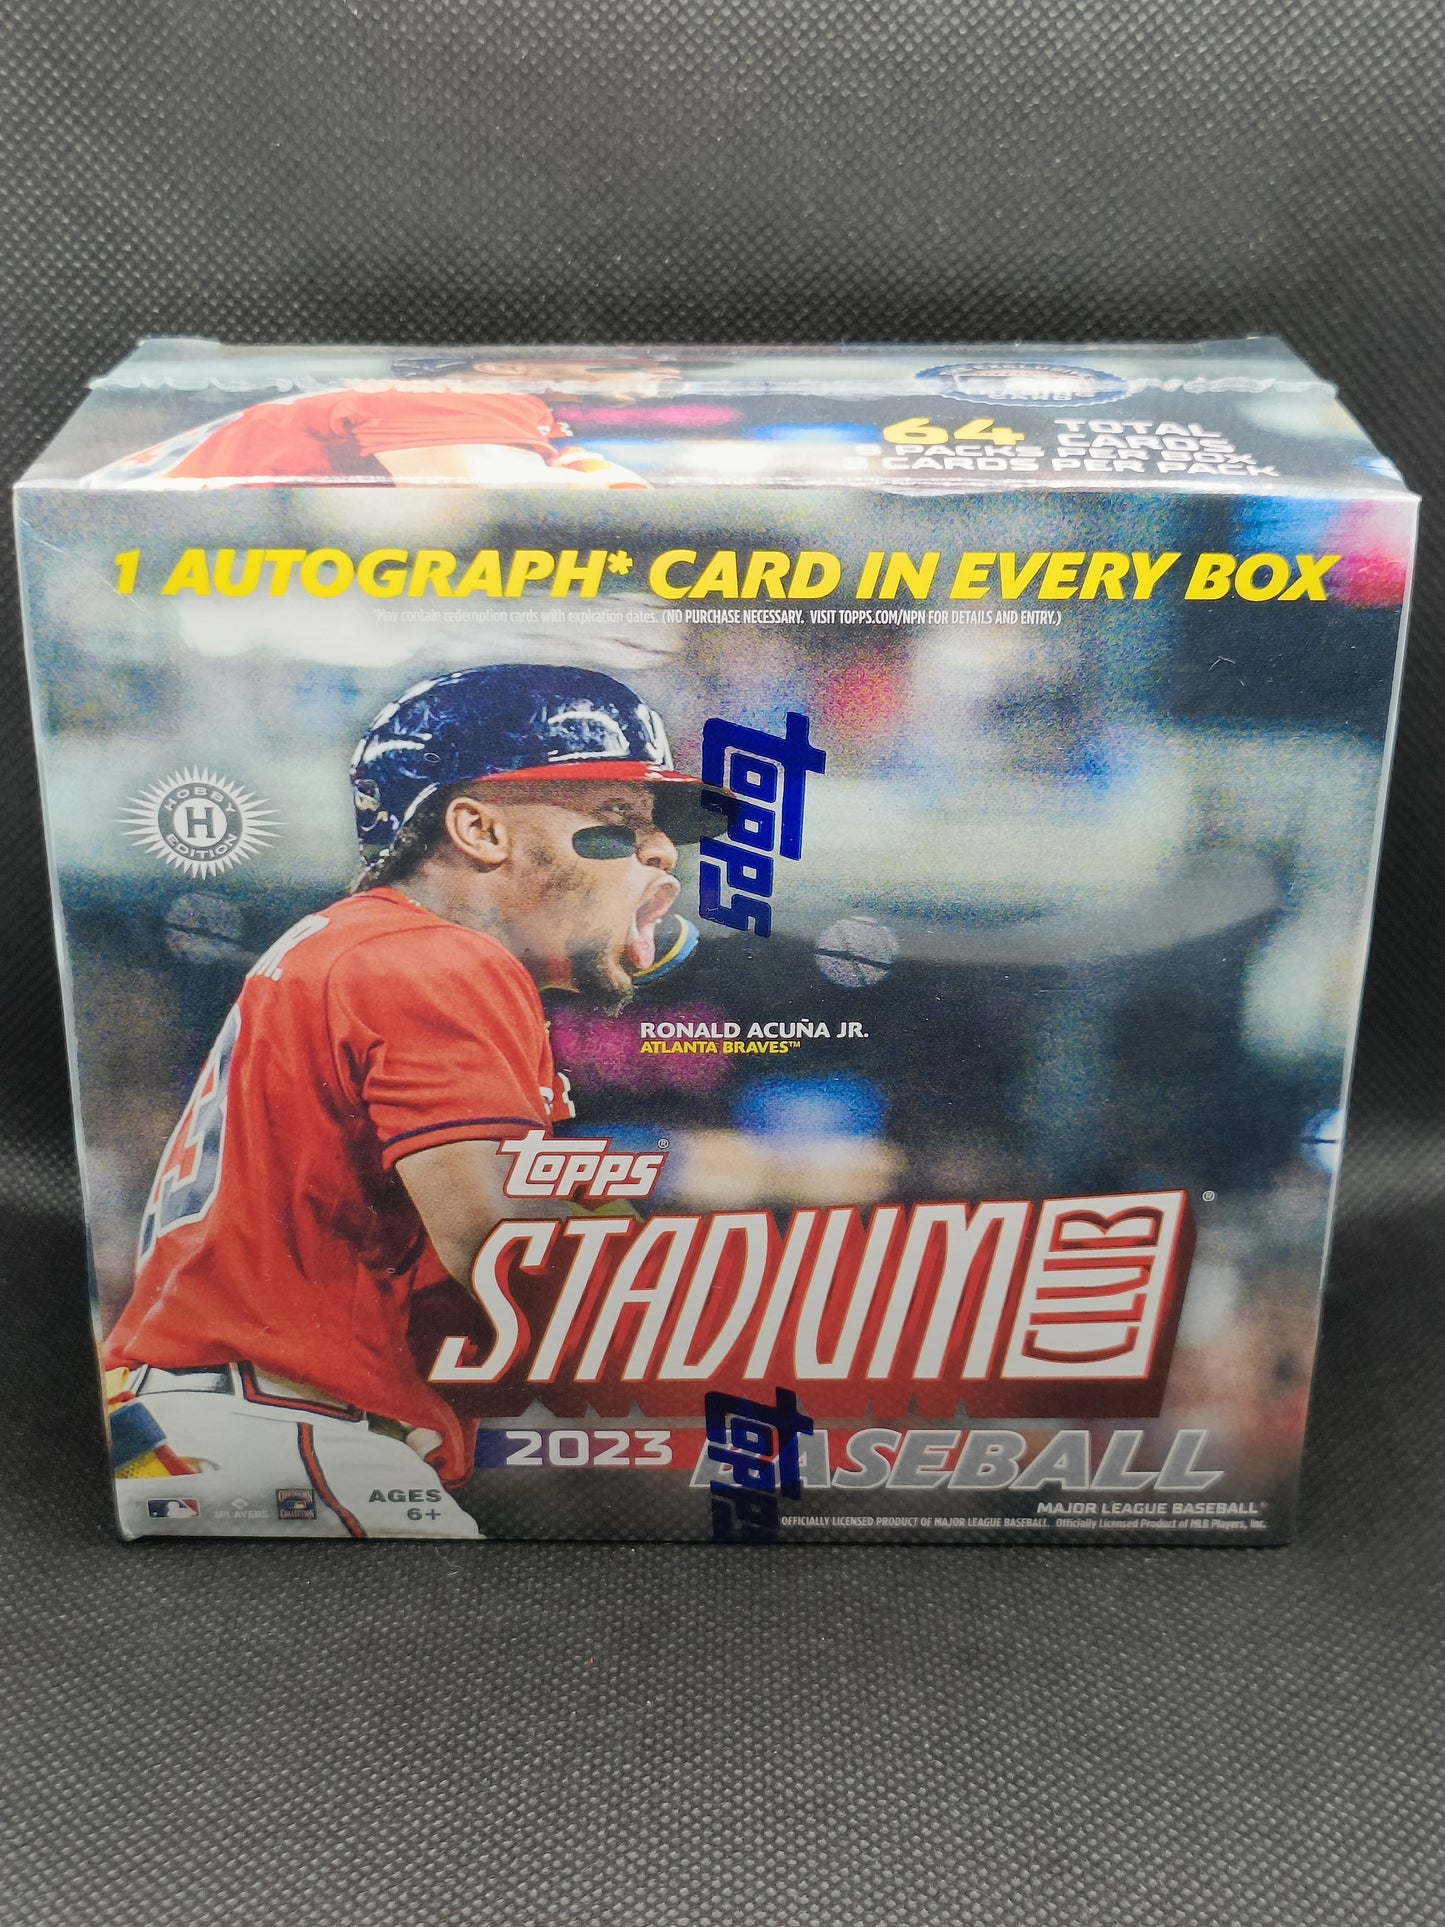 64 TOTAL CARDS
8 PACKS PER BOX
8 CARDS PER PACK
1 AUTOGRAPH* CARD IN EVERY BOX
*May contain redemption cards with expiration dates. (NO PURCHASE NECESSARY. VISIT TOPPS.COM/NPN FOR DETAILS AND ENTRY.)
topps
HOBBY
H
EDITION
JR.
RONALD ACUÑA JR.
ATLANTA BRAVES™
topps®
STADIUM CLUB®
2023 BASEBALL
topps
AGES
6+
PLAYERS
MAJOR LEAGUE BASEBALL®
OFFICIALLY LICENSED PRODUCT OF MAJOR LEAGUE BASEBALL. Officially Licensed Product of MLB Players, Inc.